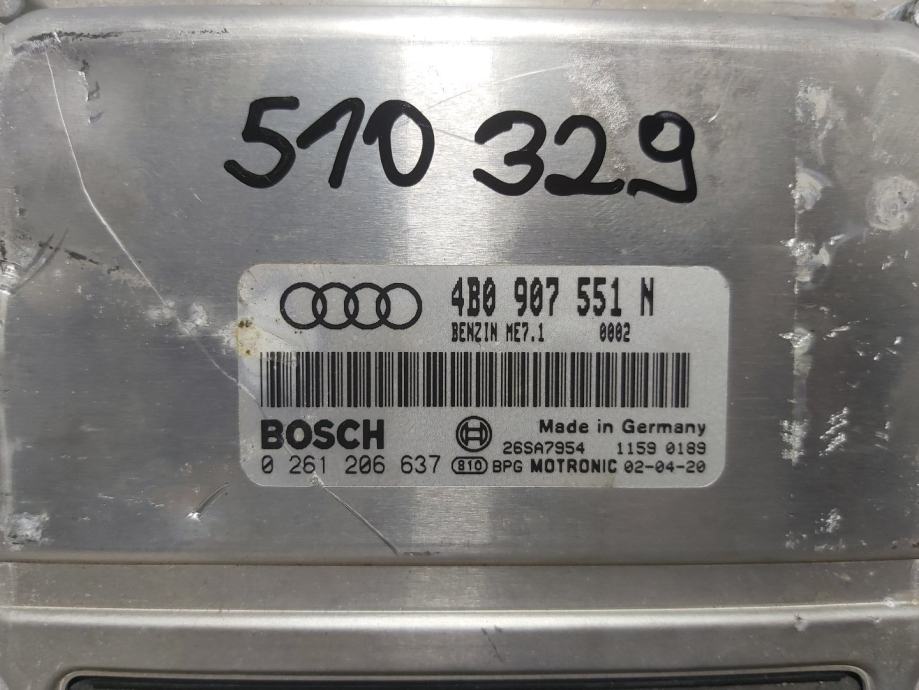 510 329
4B0 907 551 N
BENZIN ME7.1 0002
BOSCH Made in Germany
26SA7954 1159 0189
0 261 206 637 810 BPG MOTRONIC 02-04-20